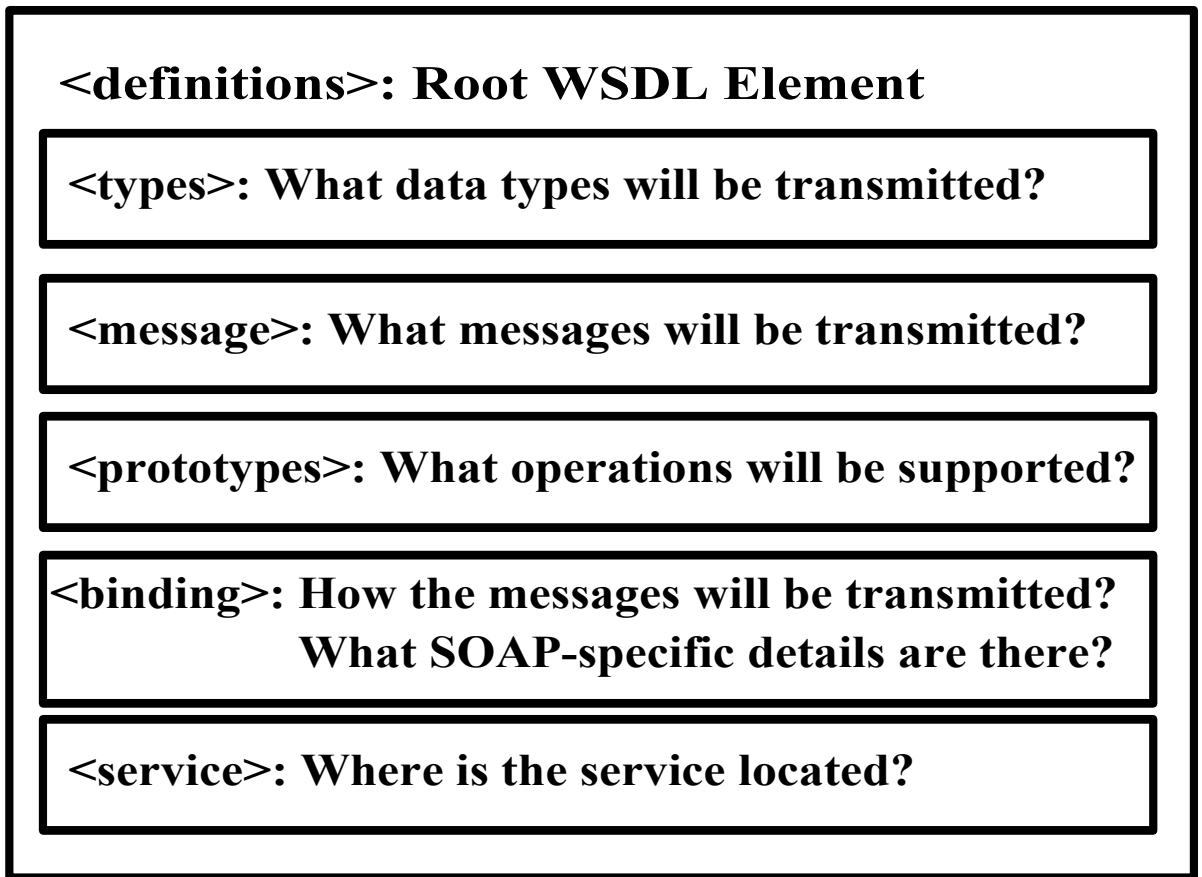 <definitions>: Root WSDL Element
<types>: What data types will be transmitted?
<message>: What messages will be transmitted?
<prototypes>: What operations will be supported?
<binding>: How the messages will be transmitted?
What SOAP-specific details are there?
<service>: Where is the service located?